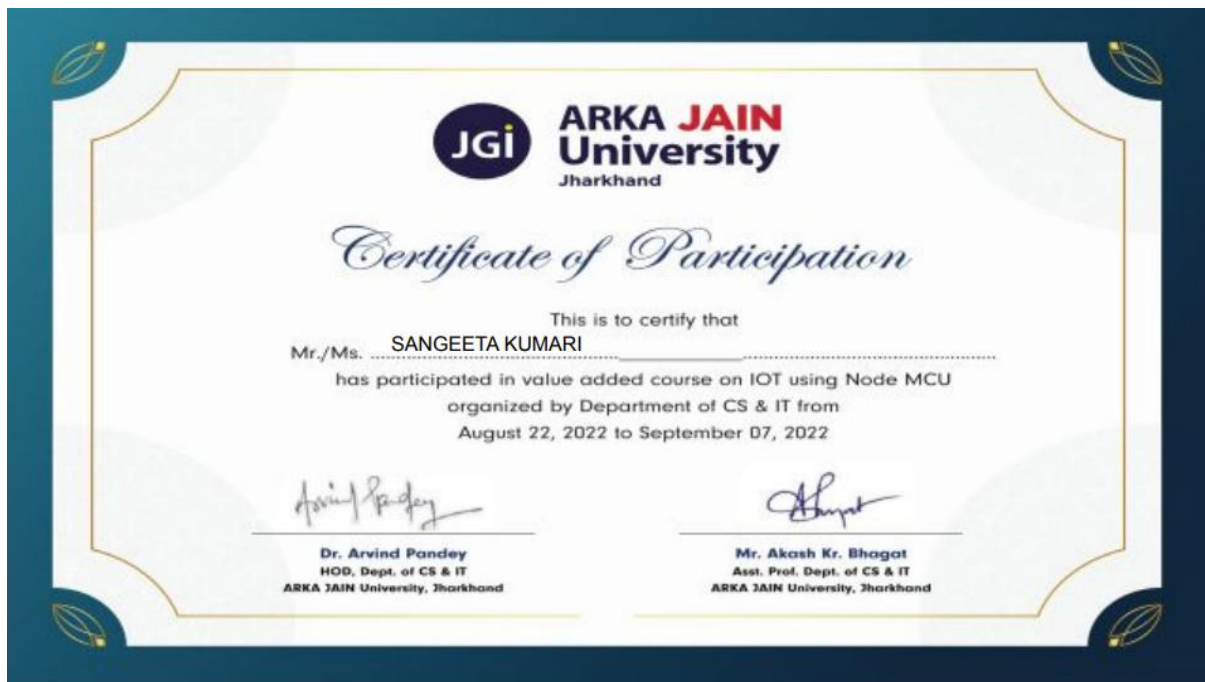 JGi
ARKA JAIN
University
Jharkhand
Certificate of Participation
This is to certify that
Mr./Ms. SANGEETA KUMARI
has participated in value added course on IOT using Node MCU
organized by Department of CS & IT from
August 22, 2022 to September 07, 2022
Arvind Pandey
Dr. Arvind Pandey
HOD, Dept. of CS & IT
ARKA JAIN University, Jharkhand
Mr. Akash Kr. Bhagat
Asst. Prof. Dept. of CS & IT
ARKA JAIN University, Jharkhand